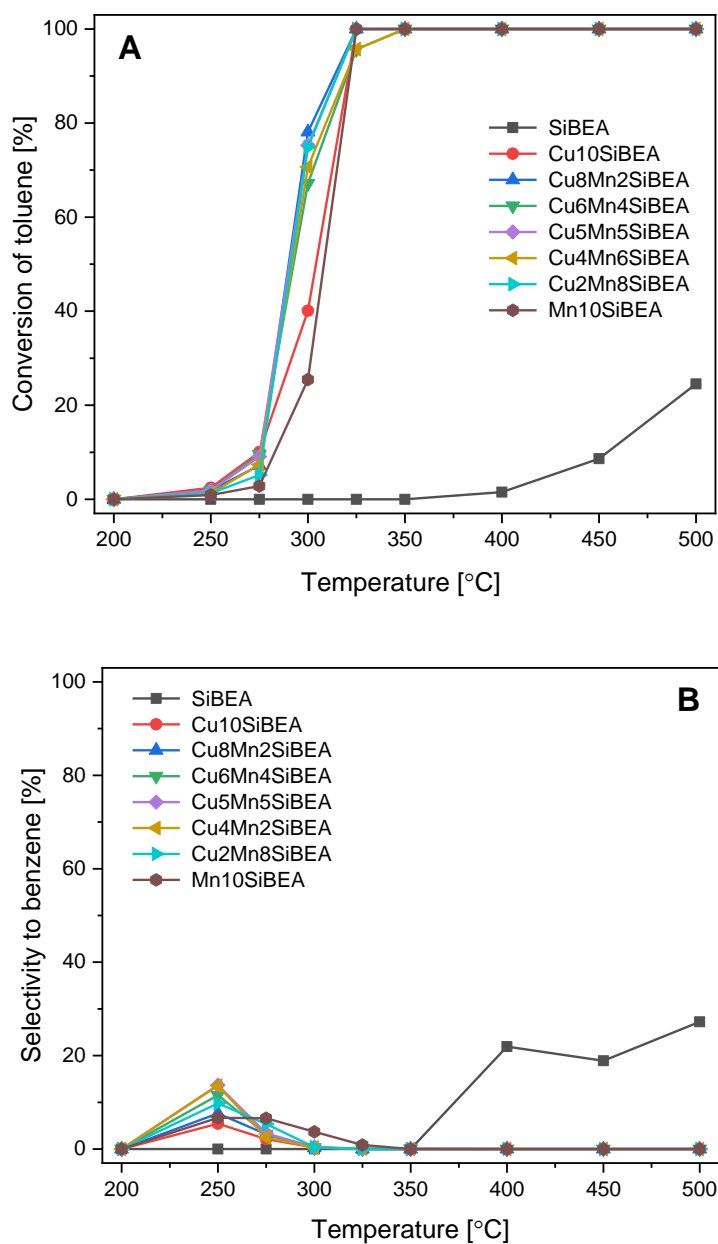 A
Conversion of toluene [%]
100
80
60
40
20
0
SiBEA
Cu10SiBEA
Cu8Mn2SiBEA
Cu6Mn4SiBEA
Cu5Mn5SiBEA
Cu4Mn6SiBEA
Cu2Mn8SiBEA
Mn10SiBEA
200 250 300 350 400 450 500
Temperature [°C]
B
Selectivity to benzene [%]
100
80
60
40
20
0
SiBEA
Cu10SiBEA
Cu8Mn2SiBEA
Cu6Mn4SiBEA
Cu5Mn5SiBEA
Cu4Mn2SiBEA
Cu2Mn8SiBEA
Mn10SiBEA
200 250 300 350 400 450 500
Temperature [°C]